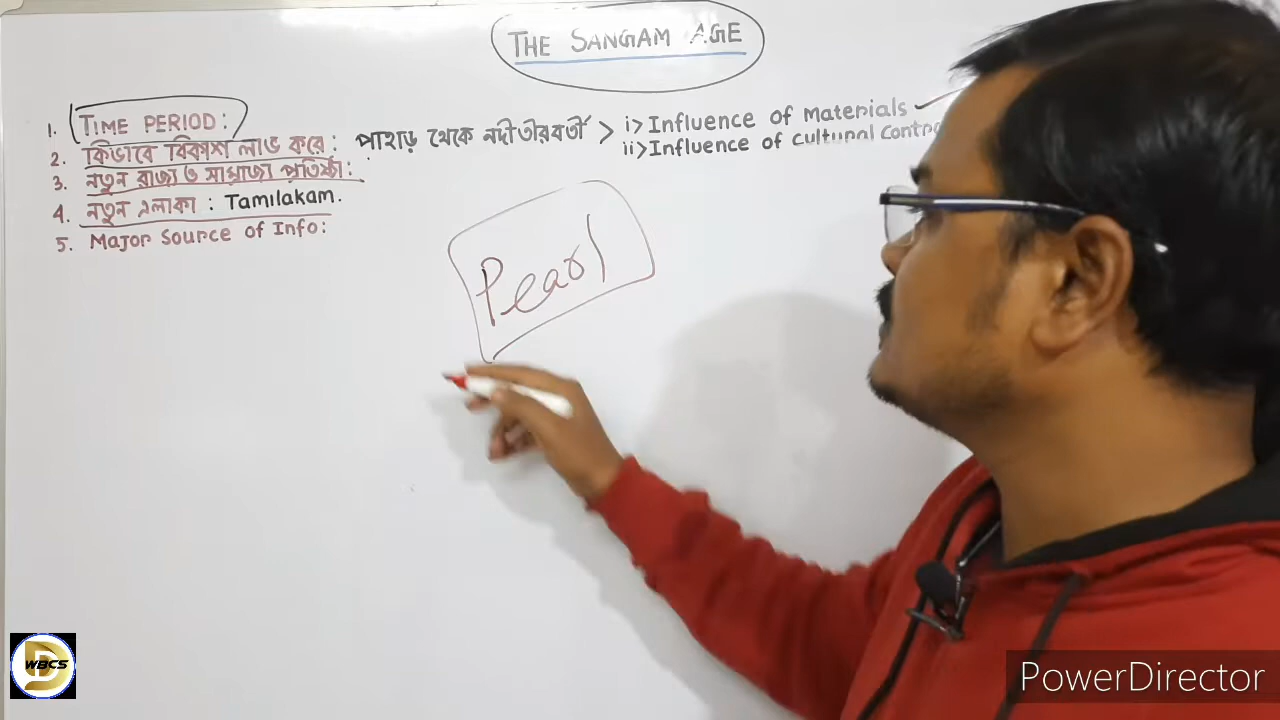 THE SANGAM AGE
1. TIME PERIOD:
2. কিভাবে বিকাশ লাভ করে : পাহাড় থেকে নদীতীরবর্তী > i> Influence of Materials
ii> Influence of cultural
3. নতুন রাজ্য ও সাম্রাজ্য প্রতিষ্ঠা:
4. নতুন এলাকা : Tamilakam.
5. Major Source of Info:
Pearl
WBCS
PowerDirector